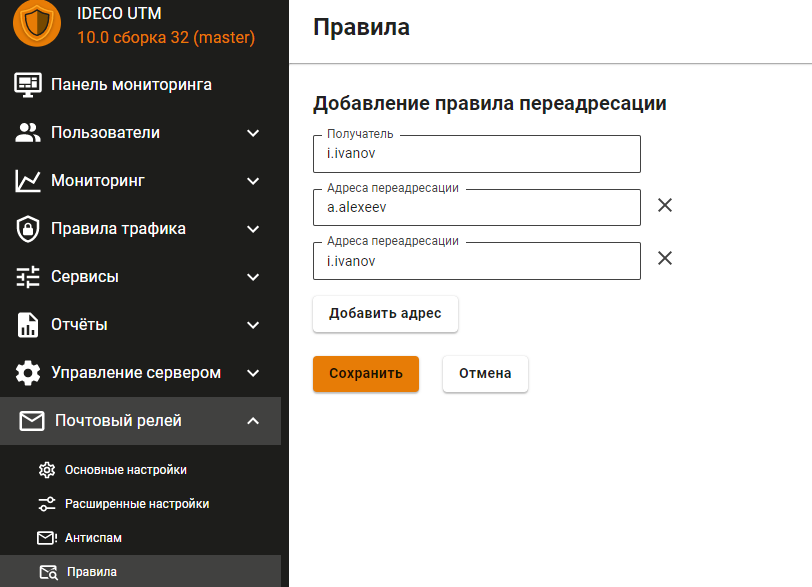 IDECO UTM
10.0 сборка 32 (master)
Панель мониторинга
Пользователи
Мониторинг
Правила трафика
Сервисы
Отчёты
Управление сервером
Почтовый релей
Основные настройки
Расширенные настройки
Антиспам
Правила
Правила
Добавление правила переадресации
Получатель
i.ivanov
Адреса переадресации
a.alexeev
Адреса переадресации
i.ivanov
Добавить адрес
Сохранить
Отмена